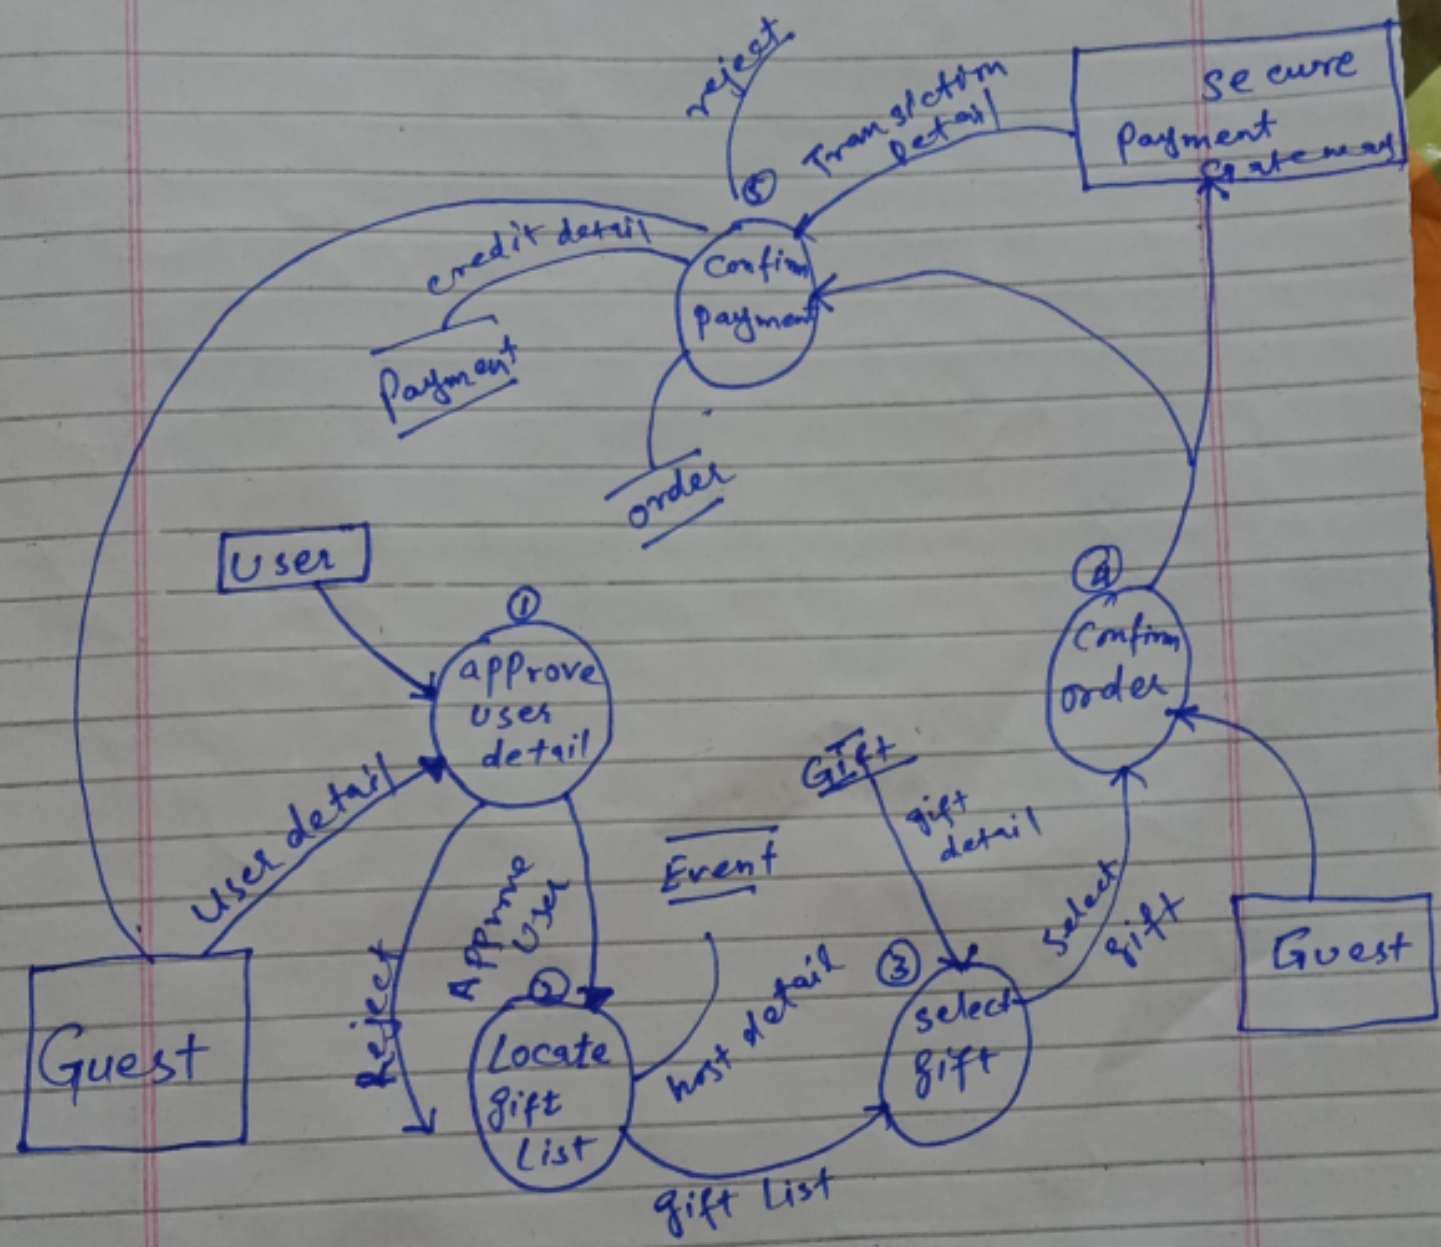 reject
Transiction
Detail
Secure
Payment
Gateway
5
credit detail
Confirm
payment
Payment
order
User
1
approve
user
detail
4
Confirm
order
User detail
Reject
Approve
User
Event
Gift
gift
detail
2
Locate
gift
List
host detail
3
select
gift
Select
gift
Guest
Guest
gift List